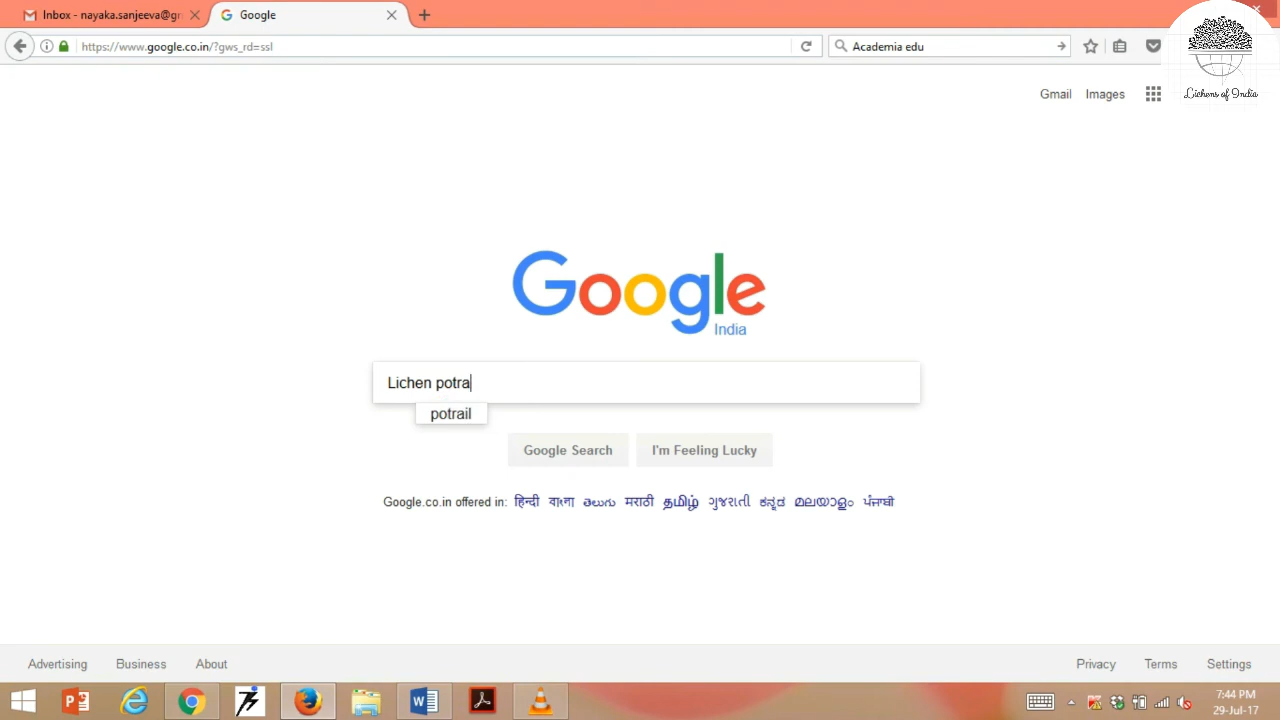 Inbox - nayaka.sanjeeva@gr
Google
https://www.google.co.in/?gws_rd=ssl
Academia edu
Lichens of India
Gmail Images
Google
India
Lichen potra
potrail
Google Search I'm Feeling Lucky
Google.co.in offered in: हिन्दी বাংলা తెలుగు मराठी தமிழ் ગુજરાતી ಕನ್ನಡ മലയാളം ਪੰਜਾਬੀ
Advertising Business About Privacy Terms Settings
7:44 PM
29-Jul-17